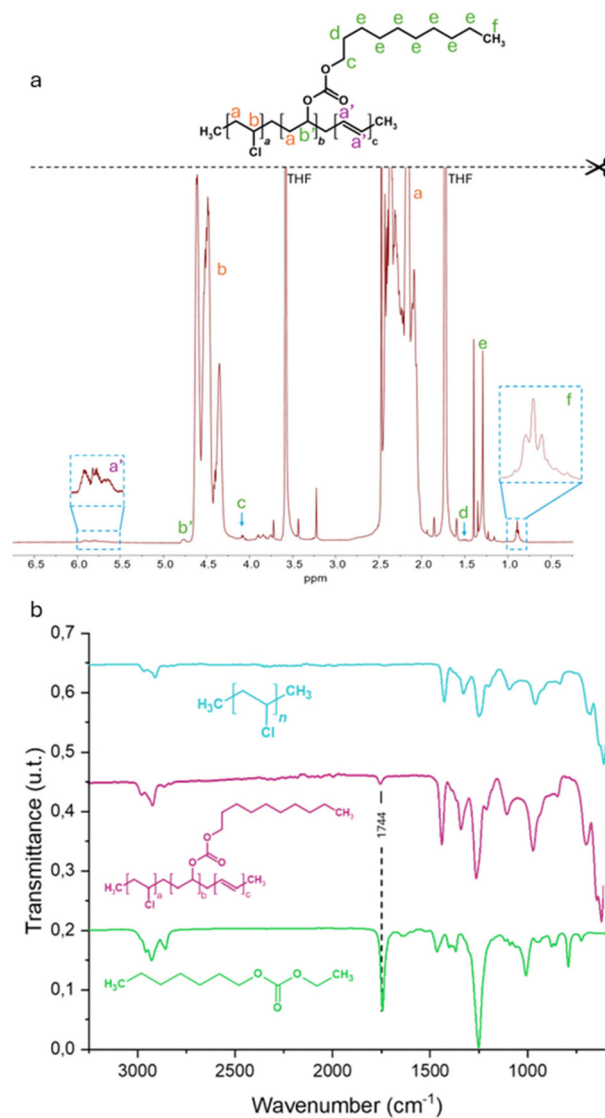 a
e e e e f
d e e e e CH₃
c
O O
O
a b a'
H₃C CH₃
a b c
Cl a b' a'
THF THF
a
b
e
f
a'
b' c d
6.5 6.0 5.5 5.0 4.5 4.0 3.5 3.0 2.5 2.0 1.5 1.0 0.5
ppm
b
0,7
H₃C CH₃
n
Cl
0,6
0,5
0,4
CH₃
O O
O
H₃C CH₃
a b c
Cl
1744
0,3
0,2
H₃C O O CH₃
O
0,1
0,0
Transmittance (u.t.)
3000 2500 2000 1500 1000
Wavenumber (cm⁻¹)